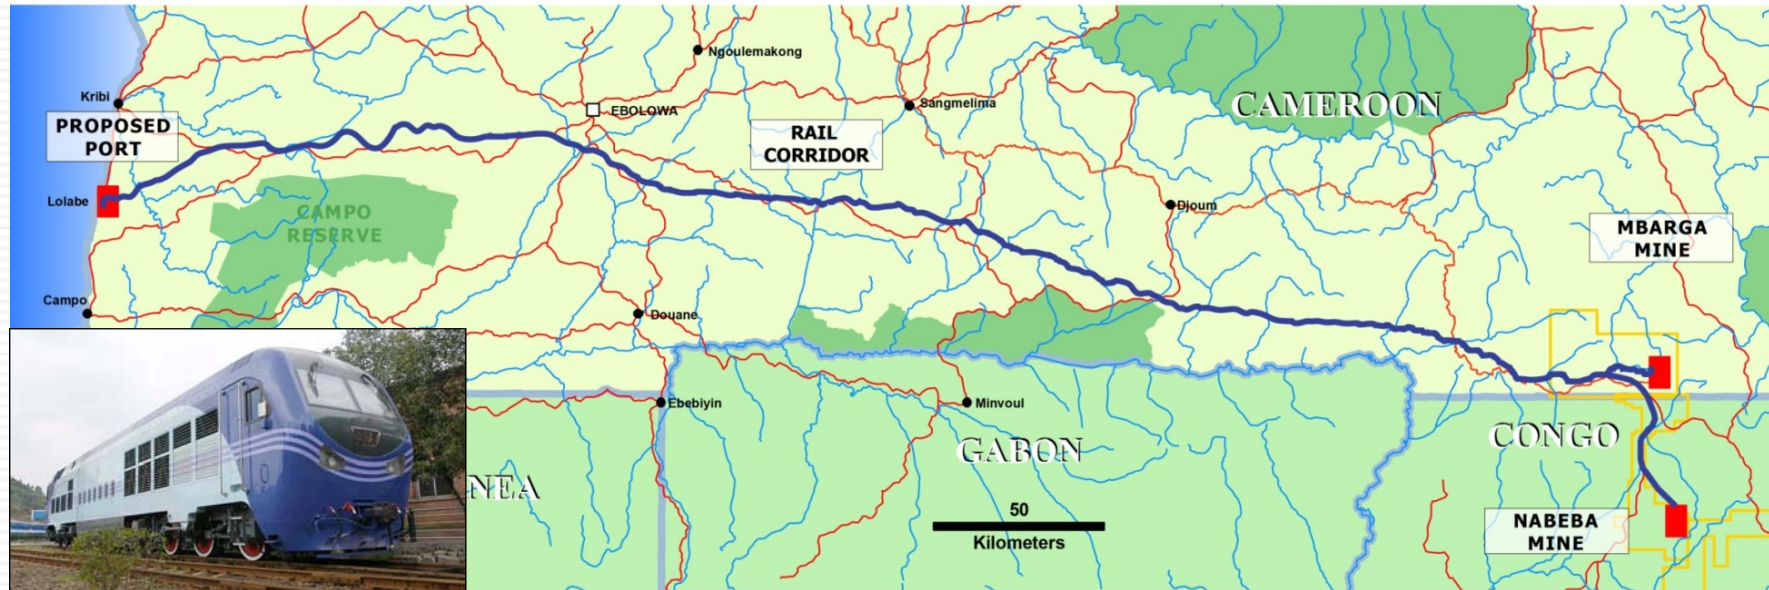 Ngoulemakong
Kribi
Sangmelima
EBOLOWA
CAMEROON
PROPOSED
PORT
RAIL
CORRIDOR
Lolabe
CAMPO
RESERVE
Djoum
MBARGA
MINE
Campo
Douane
Ebebiyin
Minvoul
CONGO
GABON
NEA
50
Kilometers
NABEBA
MINE